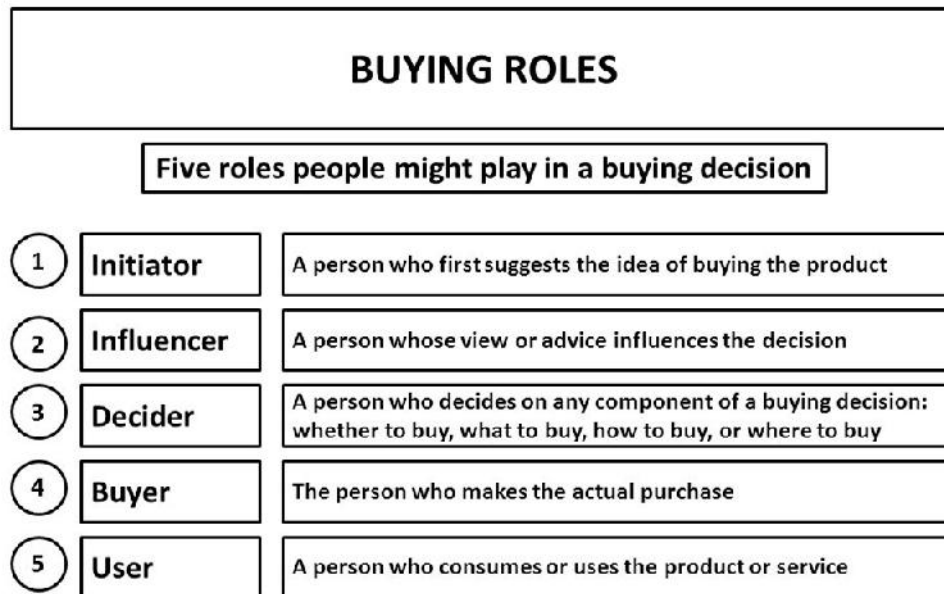 BUYING ROLES
Five roles people might play in a buying decision
1 Initiator A person who first suggests the idea of buying the product
2 Influencer A person whose view or advice influences the decision
3 Decider A person who decides on any component of a buying decision:
whether to buy, what to buy, how to buy, or where to buy
4 Buyer The person who makes the actual purchase
5 User A person who consumes or uses the product or service